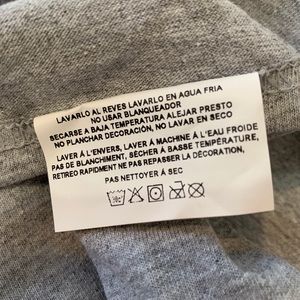 LAVARLO AL REVES LAVARLO EN AGUA FRIA
NO USAR BLANQUEADOR
SECARSE A BAJA TEMPERATURA ALEJAR PRESTO
NO PLANCHAR DECORACIÓN, NO LAVAR EN SECO
LAVER À L'ENVERS, LAVER À MACHINE À L'EAU FROIDE
PAS DE BLANCHIMENT, SÉCHER À BASSE TEMPÉRATURE,
RETIREO RAPIDEMENT NE PAS REPASSER LA DÉCORATION,
PAS NETTOYER Á SEC